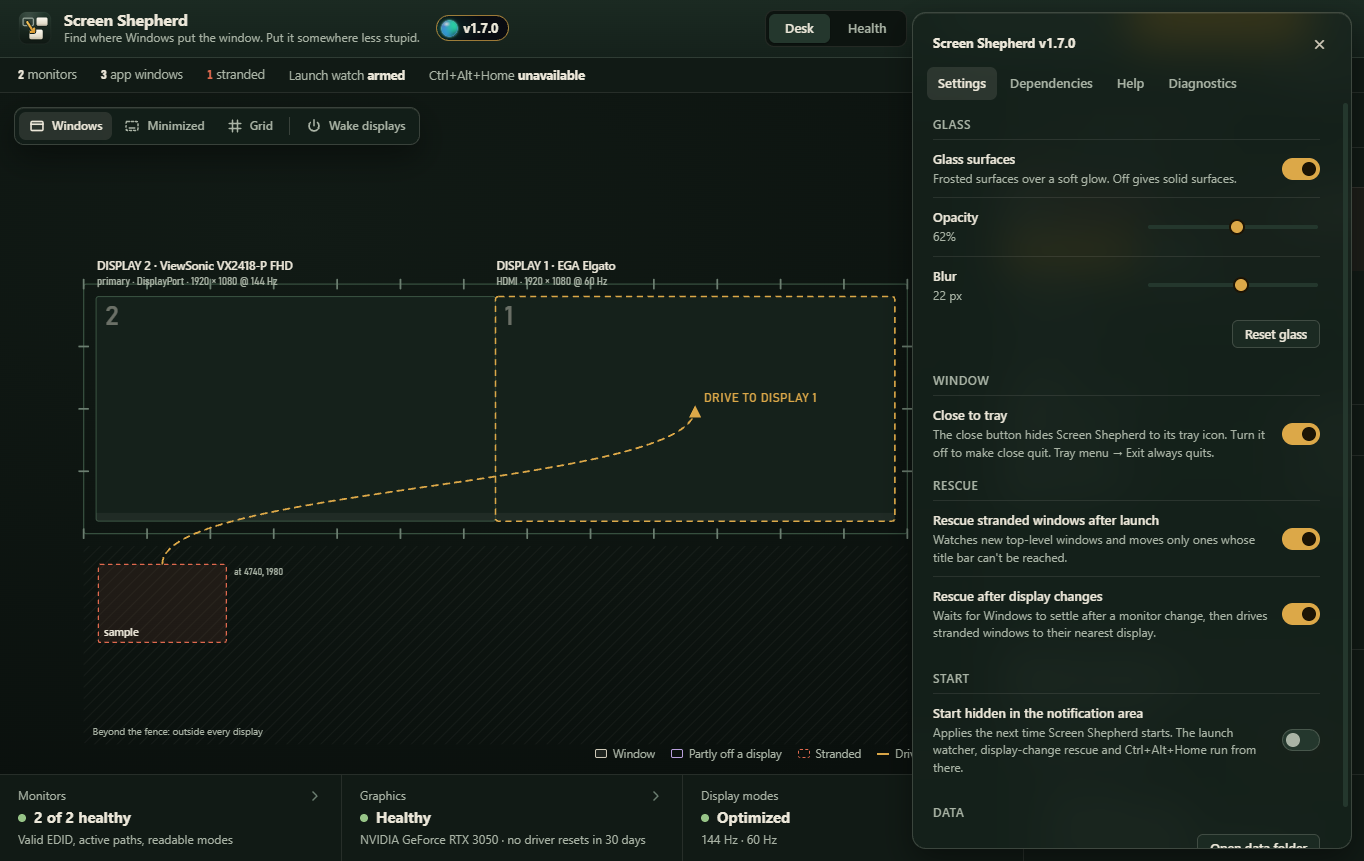 Screen Shepherd
Find where Windows put the window. Put it somewhere less stupid.
v1.7.0
Desk
Health
2 monitors
3 app windows
1 stranded
Launch watch armed
Ctrl+Alt+Home unavailable
Windows
Minimized
Grid
Wake displays
DISPLAY 2 · ViewSonic VX2418-P FHD
primary · DisplayPort · 1920 × 1080 @ 144 Hz
DISPLAY 1 · EGA Elgato
HDMI · 1920 × 1080 @ 60 Hz
2
1
DRIVE TO DISPLAY 1
at 4740, 1980
sample
Beyond the fence: outside every display
Window
Partly off a display
Stranded
Monitors
2 of 2 healthy
Valid EDID, active paths, readable modes
Graphics
Healthy
NVIDIA GeForce RTX 3050 · no driver resets in 30 days
Display modes
Optimized
144 Hz · 60 Hz
Screen Shepherd v1.7.0
Settings
Dependencies
Help
Diagnostics
GLASS
Glass surfaces
Frosted surfaces over a soft glow. Off gives solid surfaces.
Opacity
62%
Blur
22 px
Reset glass
WINDOW
Close to tray
The close button hides Screen Shepherd to its tray icon. Turn it
off to make close quit. Tray menu → Exit always quits.
RESCUE
Rescue stranded windows after launch
Watches new top-level windows and moves only ones whose
title bar can't be reached.
Rescue after display changes
Waits for Windows to settle after a monitor change, then drives
stranded windows to their nearest display.
START
Start hidden in the notification area
Applies the next time Screen Shepherd starts. The launch
watcher, display-change rescue and Ctrl+Alt+Home run from
there.
DATA
Open data folder